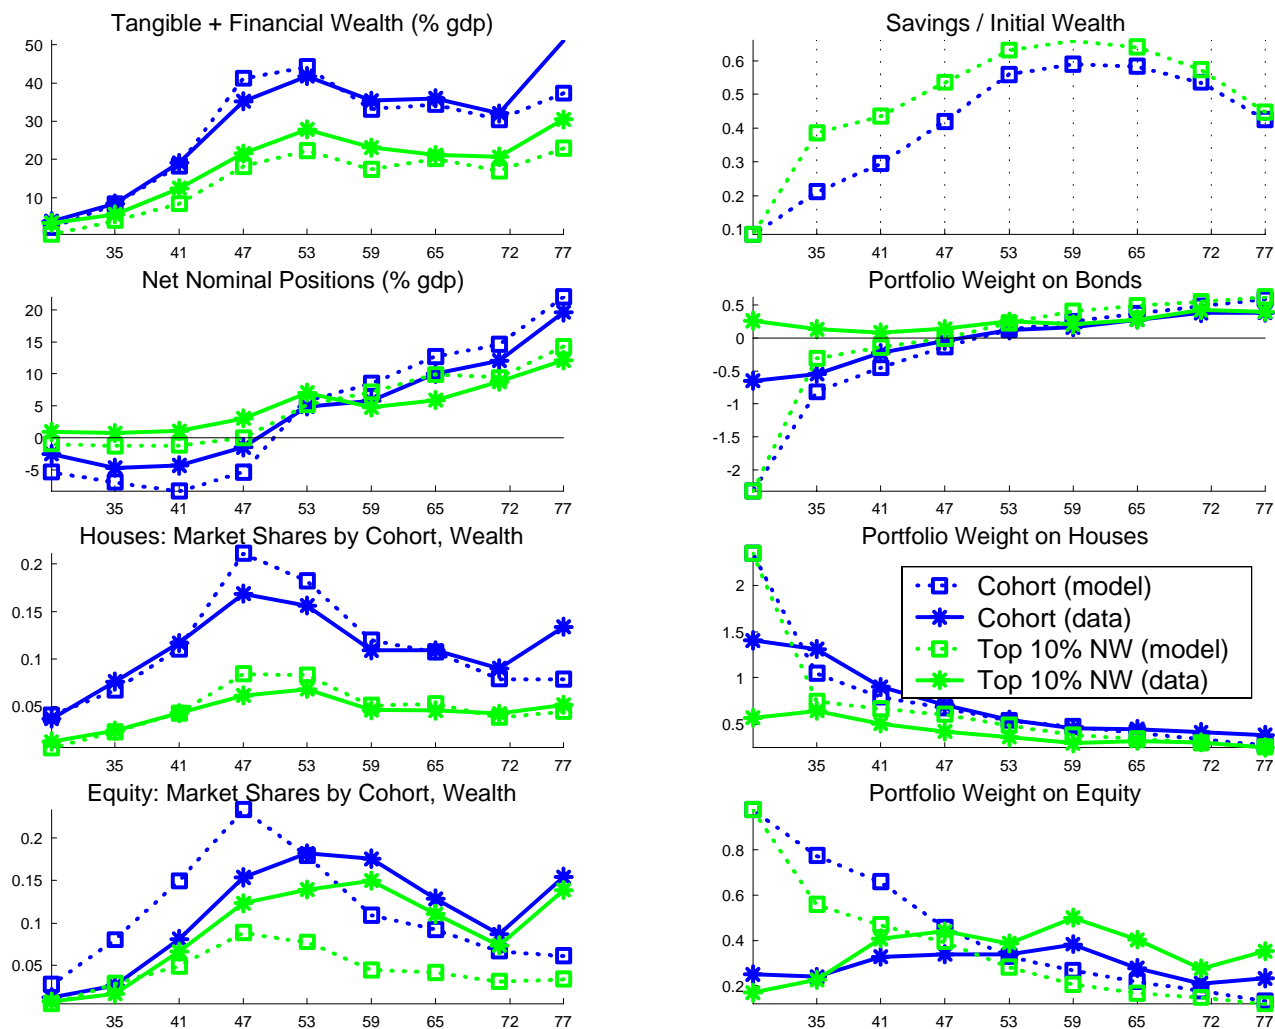 Tangible + Financial Wealth (% gdp)
50
40
30
20
10
35 41 47 53 59 65 72 77
Savings / Initial Wealth
0.6
0.5
0.4
0.3
0.2
0.1
35 41 47 53 59 65 72 77
Net Nominal Positions (% gdp)
20
15
10
5
0
-5
35 41 47 53 59 65 72 77
Portfolio Weight on Bonds
0.5
0
-0.5
-1
-1.5
-2
35 41 47 53 59 65 72 77
Houses: Market Shares by Cohort, Wealth
0.2
0.15
0.1
0.05
35 41 47 53 59 65 72 77
Portfolio Weight on Houses
2
1.5
1
0.5
35 41 47 53 59 65 72 77
Cohort (model)
Cohort (data)
Top 10% NW (model)
Top 10% NW (data)
Equity: Market Shares by Cohort, Wealth
0.2
0.15
0.1
0.05
35 41 47 53 59 65 72 77
Portfolio Weight on Equity
0.8
0.6
0.4
0.2
35 41 47 53 59 65 72 77